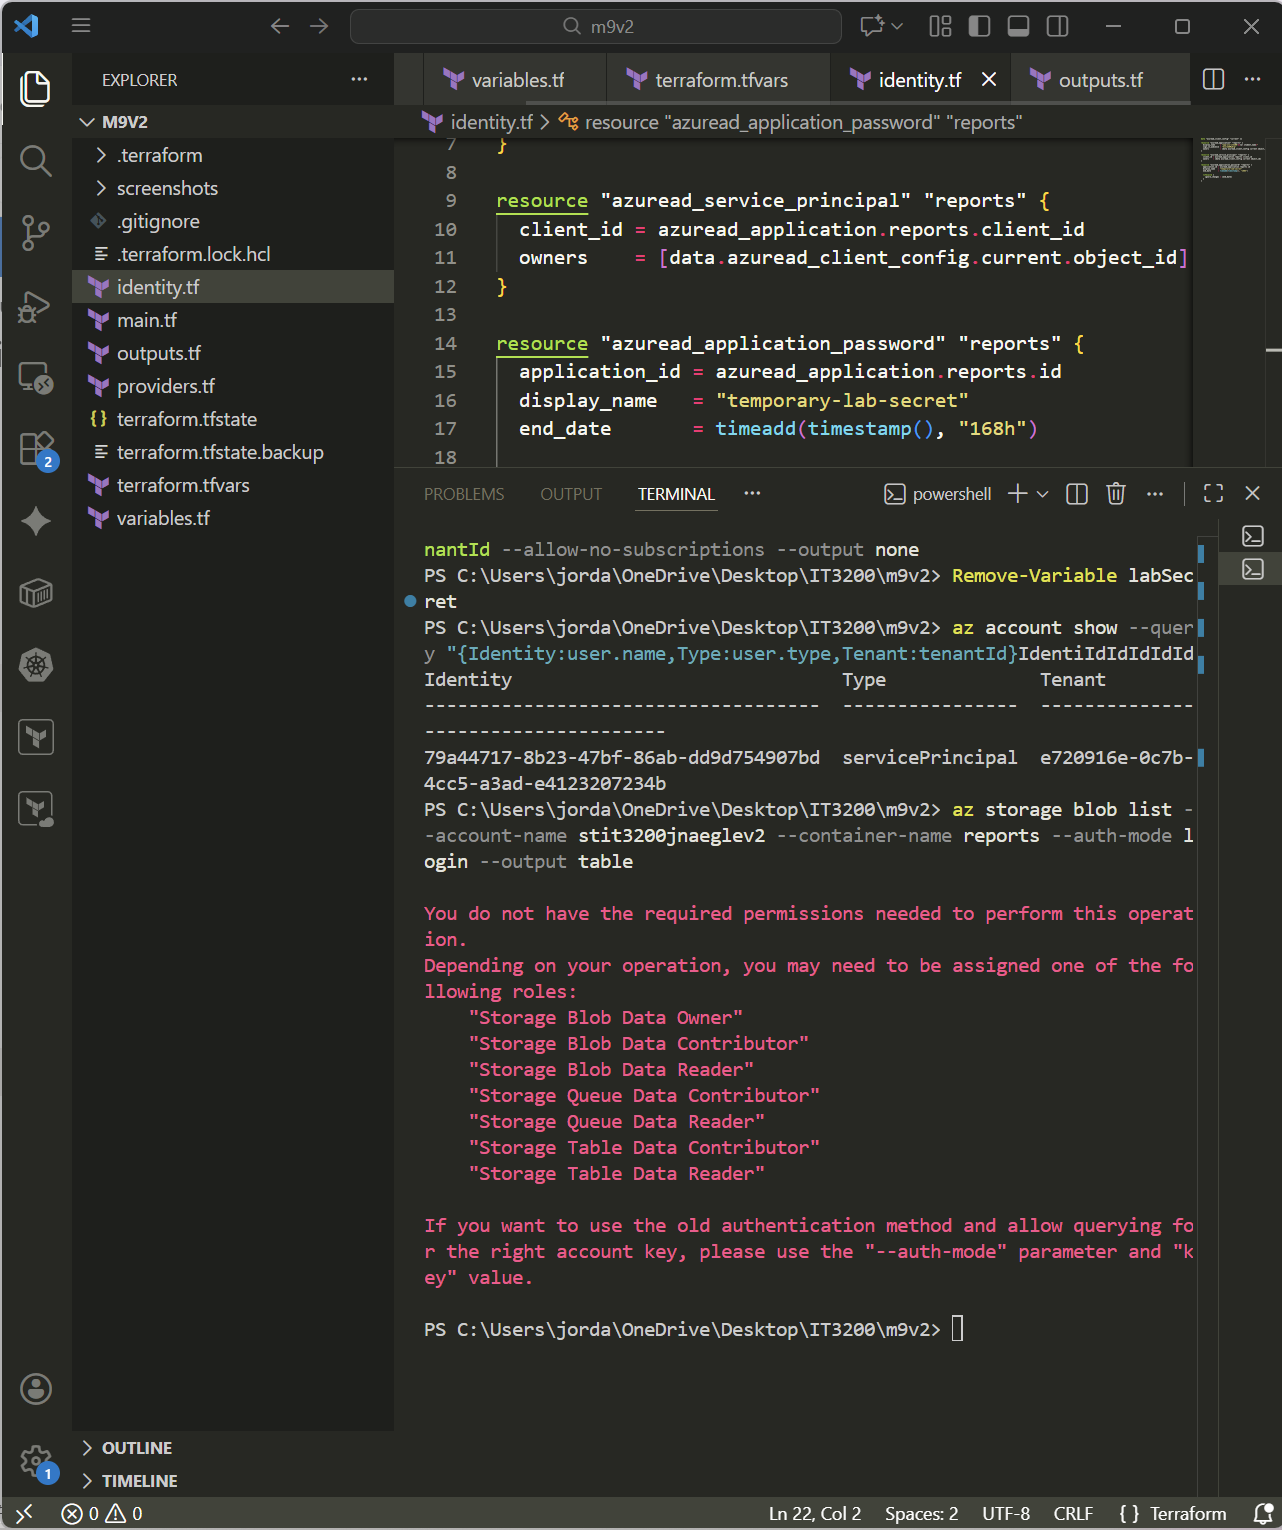 m9v2
EXPLORER
M9V2
.terraform
screenshots
.gitignore
.terraform.lock.hcl
identity.tf
main.tf
outputs.tf
providers.tf
{} terraform.tfstate
terraform.tfstate.backup
terraform.tfvars
variables.tf
2
OUTLINE
TIMELINE
1
variables.tf
terraform.tfvars
identity.tf
outputs.tf
identity.tf > resource "azuread_application_password" "reports"
7 }
8
9 resource "azuread_service_principal" "reports" {
10 client_id = azuread_application.reports.client_id
11 owners = [data.azuread_client_config.current.object_id]
12 }
13
14 resource "azuread_application_password" "reports" {
15 application_id = azuread_application.reports.id
16 display_name = "temporary-lab-secret"
17 end_date = timeadd(timestamp(), "168h")
18
PROBLEMS OUTPUT TERMINAL ... powershell
nantId --allow-no-subscriptions --output none
PS C:\Users\jorda\OneDrive\Desktop\IT3200\m9v2> Remove-Variable labSec
ret
PS C:\Users\jorda\OneDrive\Desktop\IT3200\m9v2> az account show --quer
y "{Identity:user.name,Type:user.type,Tenant:tenantId}IdentiIdIdIdIdId
Identity Type Tenant
------------------------------------ ---------------- --------------
----------------------
79a44717-8b23-47bf-86ab-dd9d754907bd servicePrincipal e720916e-0c7b-
4cc5-a3ad-e4123207234b
PS C:\Users\jorda\OneDrive\Desktop\IT3200\m9v2> az storage blob list -
-account-name stit3200jnaeglev2 --container-name reports --auth-mode l
ogin --output table
You do not have the required permissions needed to perform this operat
ion.
Depending on your operation, you may need to be assigned one of the fo
llowing roles:
"Storage Blob Data Owner"
"Storage Blob Data Contributor"
"Storage Blob Data Reader"
"Storage Queue Data Contributor"
"Storage Queue Data Reader"
"Storage Table Data Contributor"
"Storage Table Data Reader"
If you want to use the old authentication method and allow querying fo
r the right account key, please use the "--auth-mode" parameter and "k
ey" value.
PS C:\Users\jorda\OneDrive\Desktop\IT3200\m9v2>
0 0 Ln 22, Col 2 Spaces: 2 UTF-8 CRLF {} Terraform